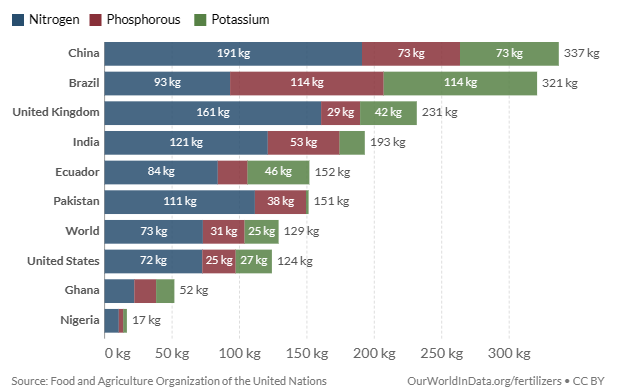 Nitrogen Phosphorous Potassium
China 191 kg 73 kg 73 kg 337 kg
Brazil 93 kg 114 kg 114 kg 321 kg
United Kingdom 161 kg 29 kg 42 kg 231 kg
India 121 kg 53 kg 193 kg
Ecuador 84 kg 46 kg 152 kg
Pakistan 111 kg 38 kg 151 kg
World 73 kg 31 kg 25 kg 129 kg
United States 72 kg 25 kg 27 kg 124 kg
Ghana 52 kg
Nigeria 17 kg
0 kg 50 kg 100 kg 150 kg 200 kg 250 kg 300 kg
Source: Food and Agriculture Organization of the United Nations OurWorldInData.org/fertilizers • CC BY